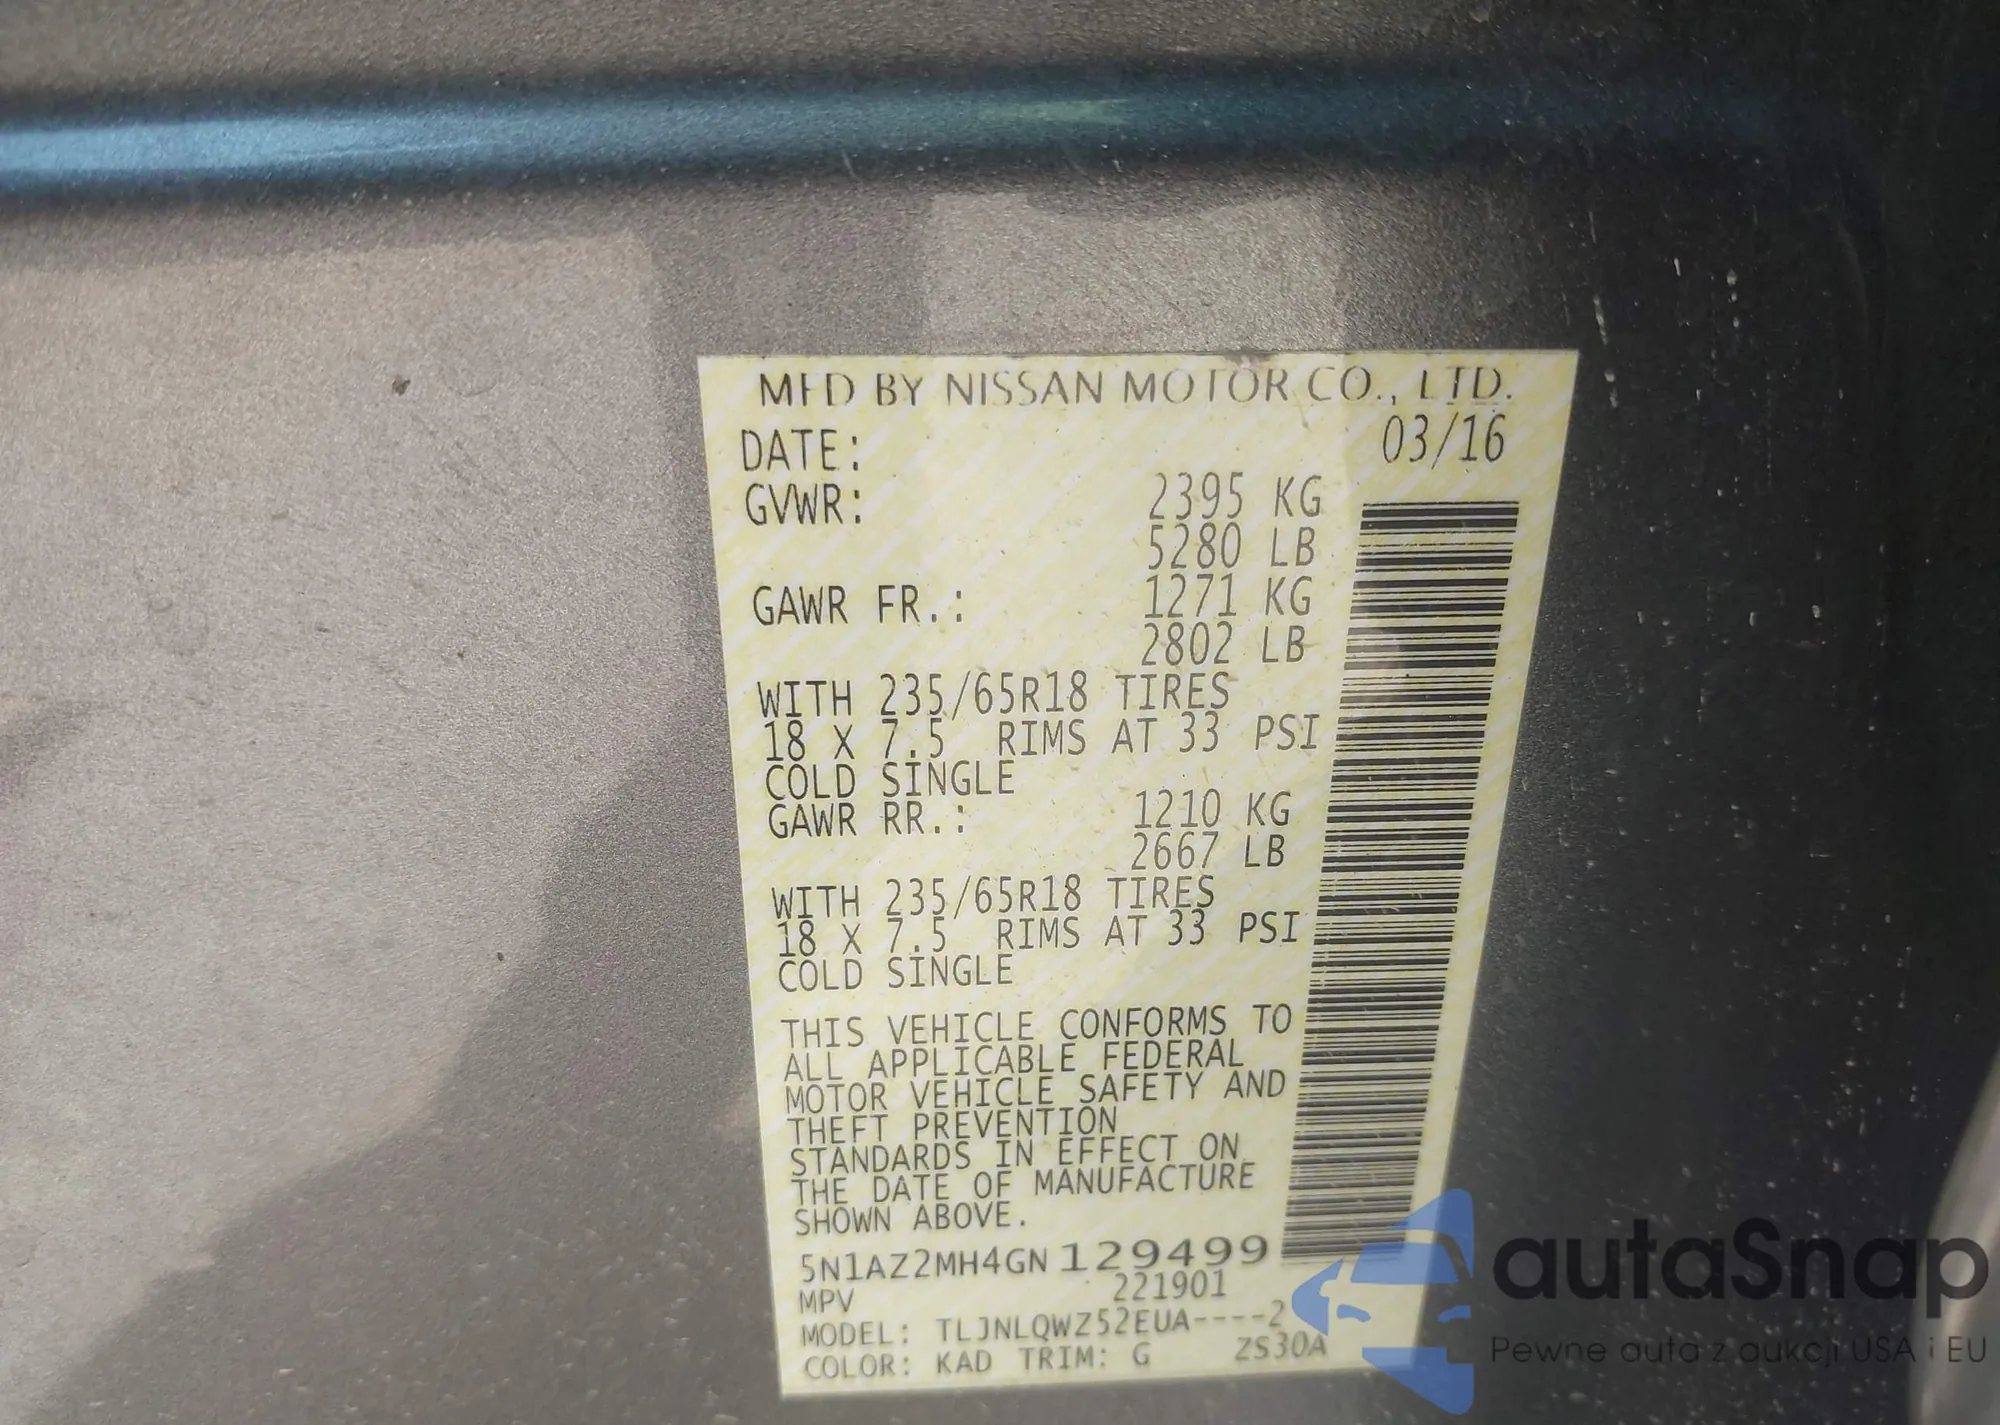 MFD BY NISSAN MOTOR CO., LTD.
DATE: 03/16
GVWR: 2395 KG
5280 LB
GAWR FR.: 1271 KG
2802 LB
WITH 235/65R18 TIRES
18 X 7.5 RIMS AT 33 PSI
COLD SINGLE
GAWR RR.: 1210 KG
2667 LB
WITH 235/65R18 TIRES
18 X 7.5 RIMS AT 33 PSI
COLD SINGLE
THIS VEHICLE CONFORMS TO
ALL APPLICABLE FEDERAL
MOTOR VEHICLE SAFETY AND
THEFT PREVENTION
STANDARDS IN EFFECT ON
THE DATE OF MANUFACTURE
SHOWN ABOVE.
5N1AZ2MH4GN129499
MPV 221901
MODEL: TLJNLQWZ52EUA----2
COLOR: KAD TRIM: G ZS30A
autaSnap
Pewne auta z aukcji USA i EU